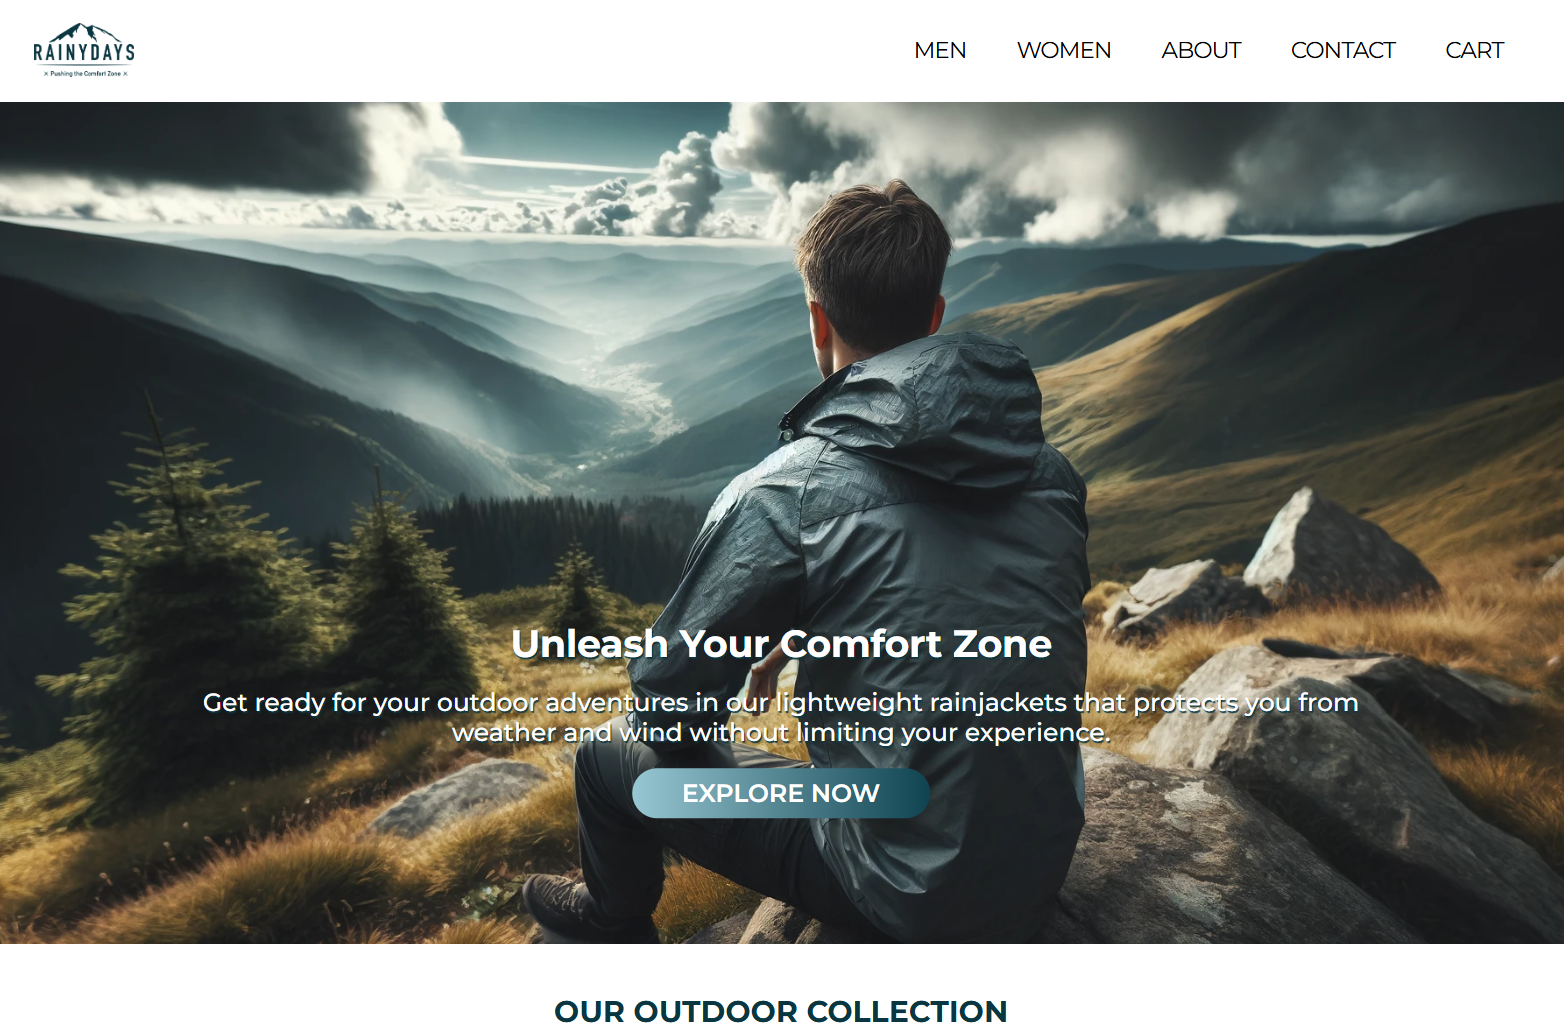 RAINYDAYS
× Pushing the Comfort Zone ×
MEN WOMEN ABOUT CONTACT CART
Unleash Your Comfort Zone
Get ready for your outdoor adventures in our lightweight rainjackets that protects you from
weather and wind without limiting your experience.
EXPLORE NOW
OUR OUTDOOR COLLECTION